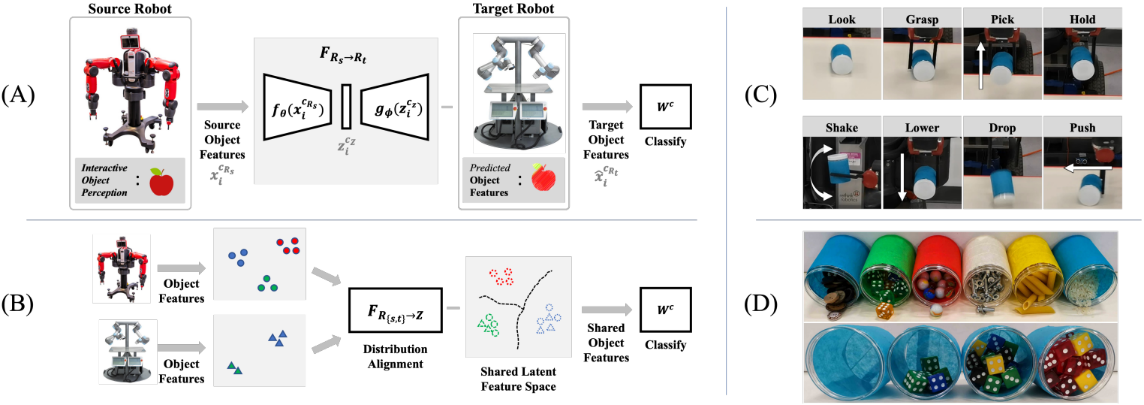 (A)
Source Robot
Interactive
Object
Perception
:
Source
Object
Features
x_i^{c_{R_s}}
F_{R_s→R_t}
f_θ(x_i^{c_{R_s}})
z_i^{c_Z}
g_ϕ(z_i^{c_Z})
Target Robot
Predicted
Object
Features
:
Target
Object
Features
x̂_i^{c_{R_t}}
W^c
Classify
(B)
Object
Features
Object
Features
F_{R_{\{s,t\}}→Z}
Distribution
Alignment
Shared Latent
Feature Space
Shared
Object
Features
W^c
Classify
(C)
Look
Grasp
Pick
Hold
Shake
Lower
Drop
Push
(D)